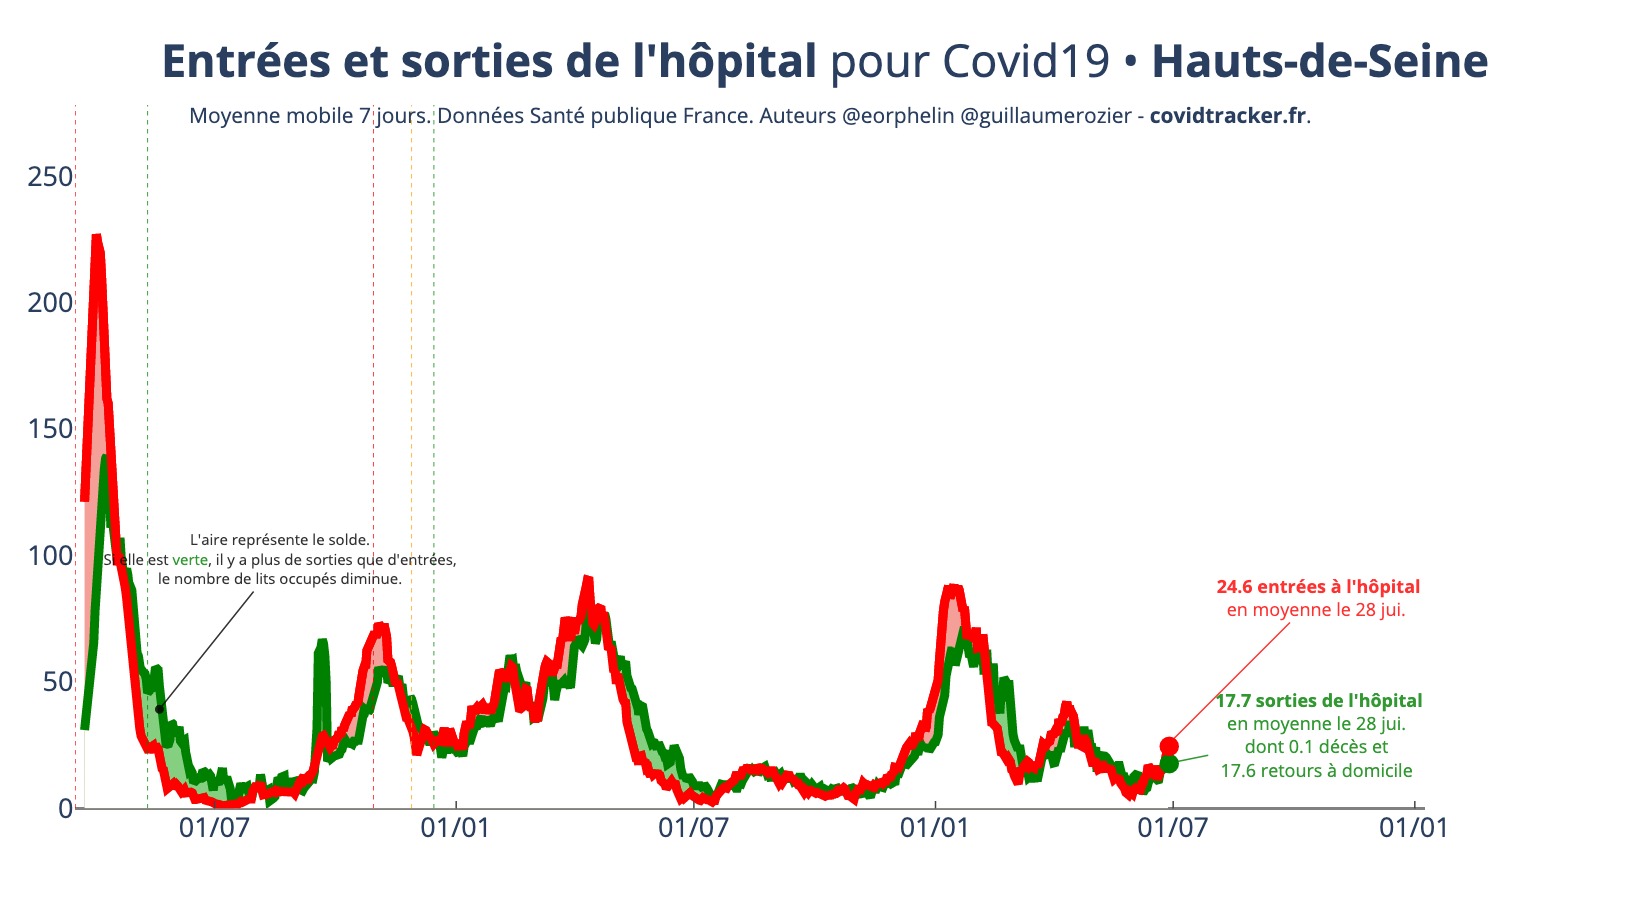 Entrées et sorties de l'hôpital pour Covid19 • Hauts-de-Seine
Moyenne mobile 7 jours. Données Santé publique France. Auteurs @eorphelin @guillaumerozier - covidtracker.fr.
250
200
150
100
50
0
L'aire représente le solde.
Si elle est verte, il y a plus de sorties que d'entrées,
le nombre de lits occupés diminue.
24.6 entrées à l'hôpital
en moyenne le 28 jui.
17.7 sorties de l'hôpital
en moyenne le 28 jui.
dont 0.1 décès et
17.6 retours à domicile
01/07
01/01
01/07
01/01
01/07
01/01